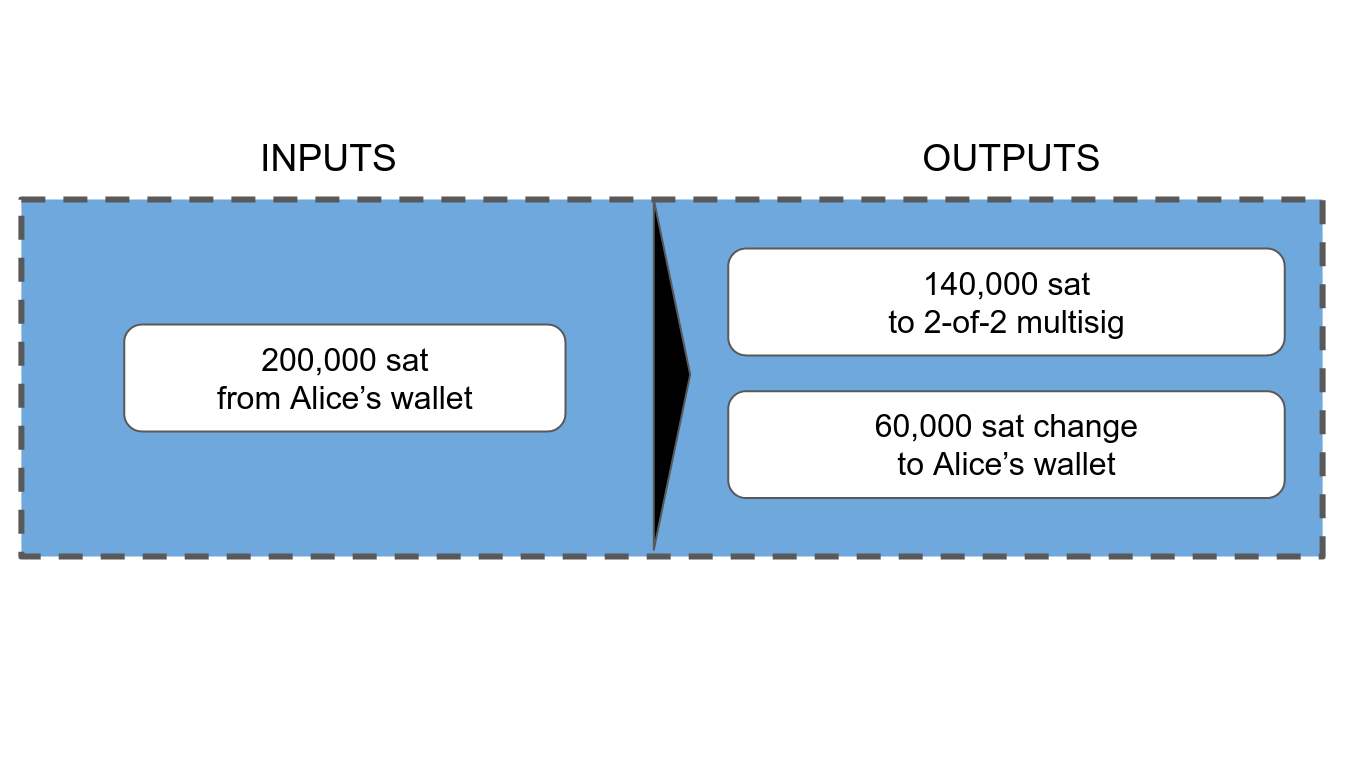 INPUTS
OUTPUTS
200,000 sat
from Alice’s wallet
140,000 sat
to 2-of-2 multisig
60,000 sat change
to Alice’s wallet